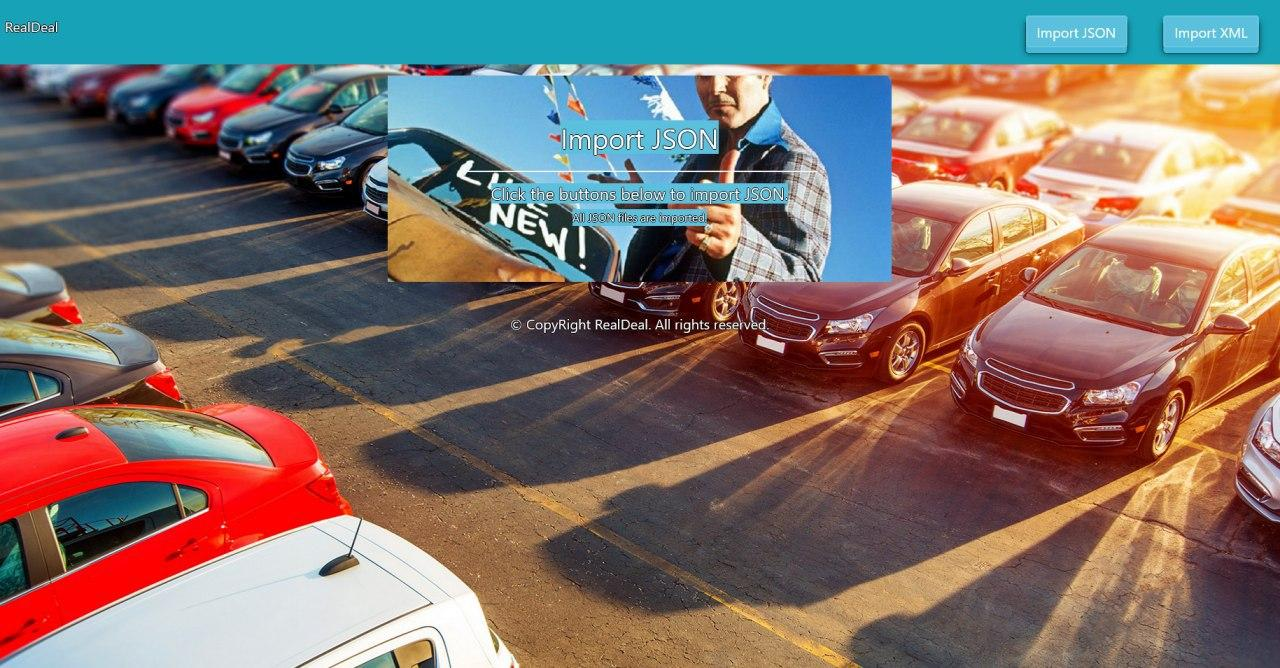 RealDeal
Import JSON
Import XML
Import JSON
Click the buttons below to import JSON.
All JSON files are imported!
NEW!
© CopyRight RealDeal. All rights reserved.